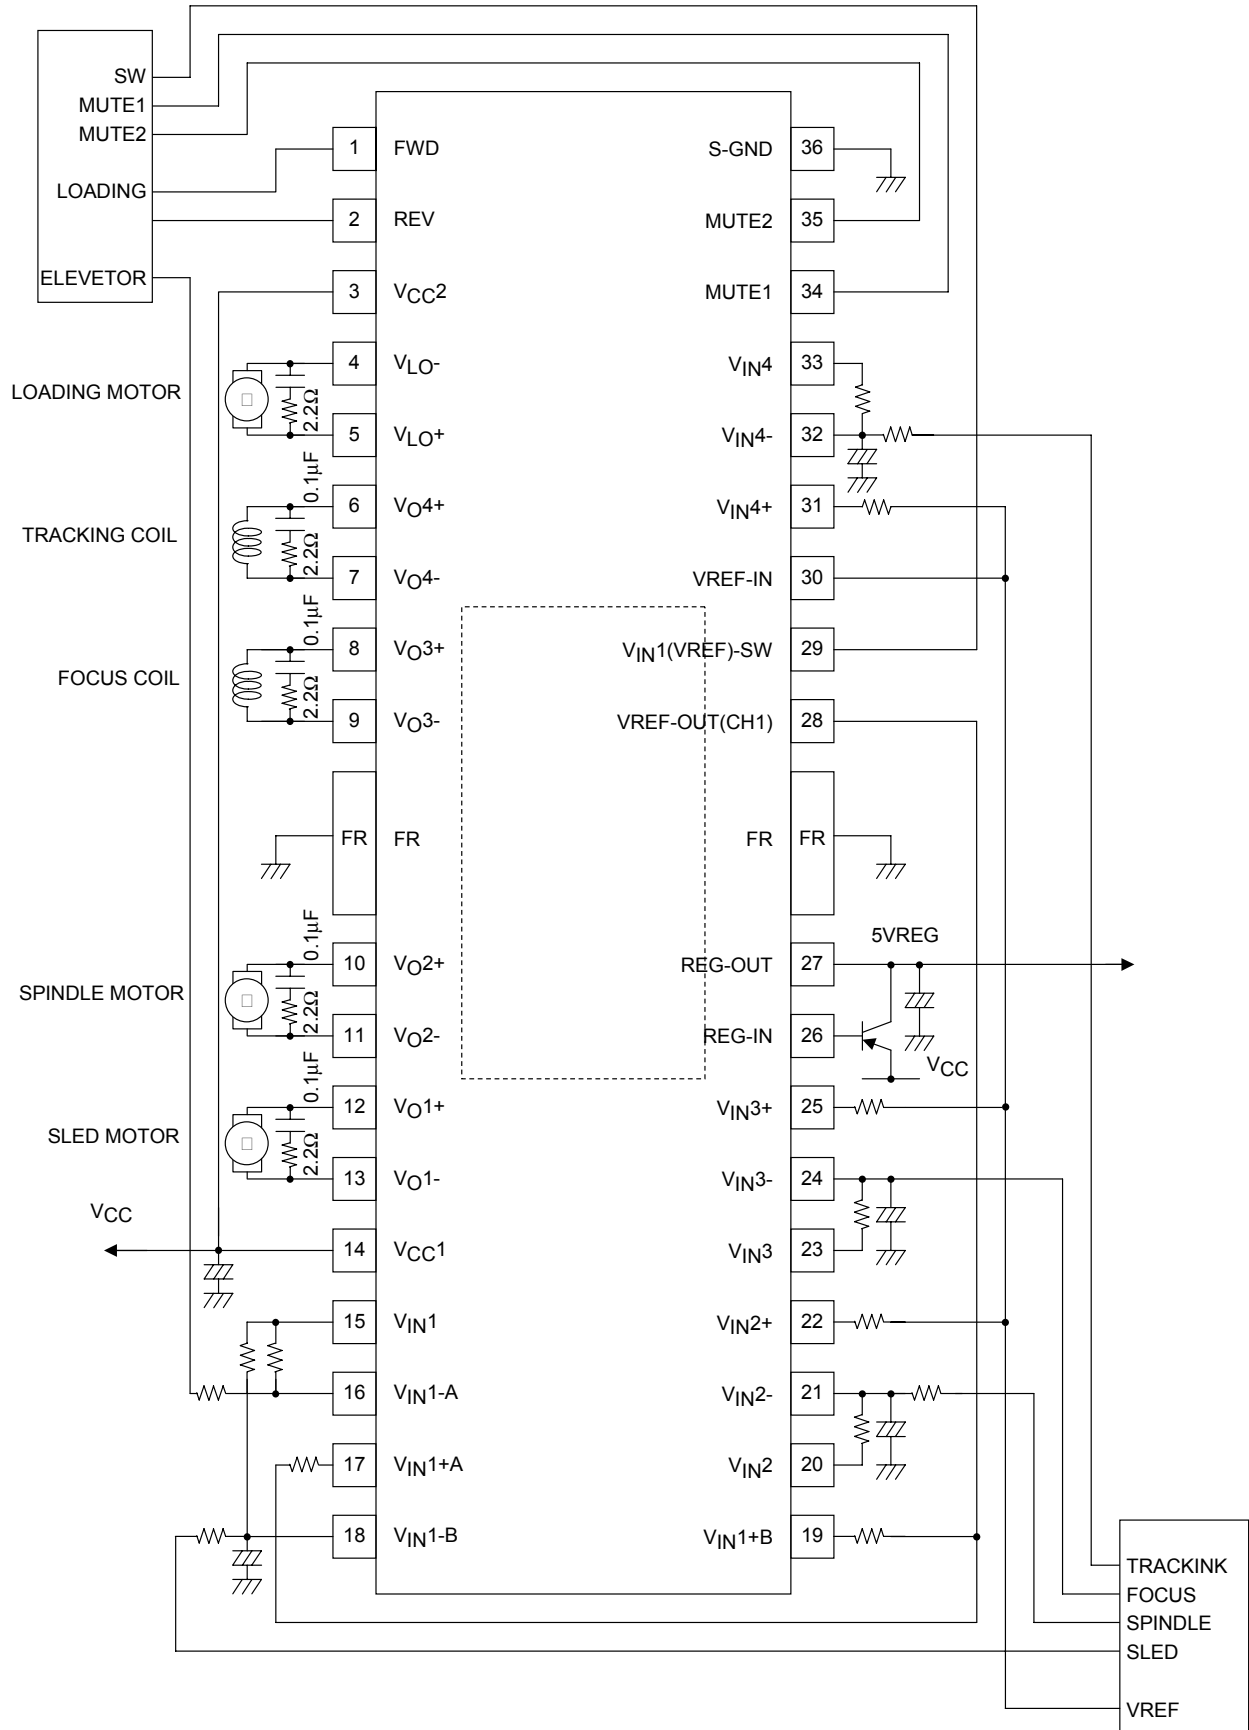 SW
MUTE1
MUTE2
LOADING
ELEVETOR
1 FWD
2 REV
3 VCC2
4 VLO-
5 VLO+
6 VO4+
7 VO4-
8 VO3+
9 VO3-
FR FR
10 VO2+
11 VO2-
12 VO1+
13 VO1-
14 VCC1
15 VIN1
16 VIN1-A
17 VIN1+A
18 VIN1-B
S-GND 36
MUTE2 35
MUTE1 34
VIN4 33
VIN4- 32
VIN4+ 31
VREF-IN 30
VIN1(VREF)-SW 29
VREF-OUT(CH1) 28
FR FR
REG-OUT 27
REG-IN 26
VIN3+ 25
VIN3- 24
VIN3 23
VIN2+ 22
VIN2- 21
VIN2 20
VIN1+B 19
LOADING MOTOR
2.2Ω
0.1µF
TRACKING COIL
2.2Ω
0.1µF
FOCUS COIL
2.2Ω
0.1µF
SPINDLE MOTOR
2.2Ω
0.1µF
SLED MOTOR
2.2Ω
VCC
5VREG
VCC
TRACKINK
FOCUS
SPINDLE
SLED
VREF